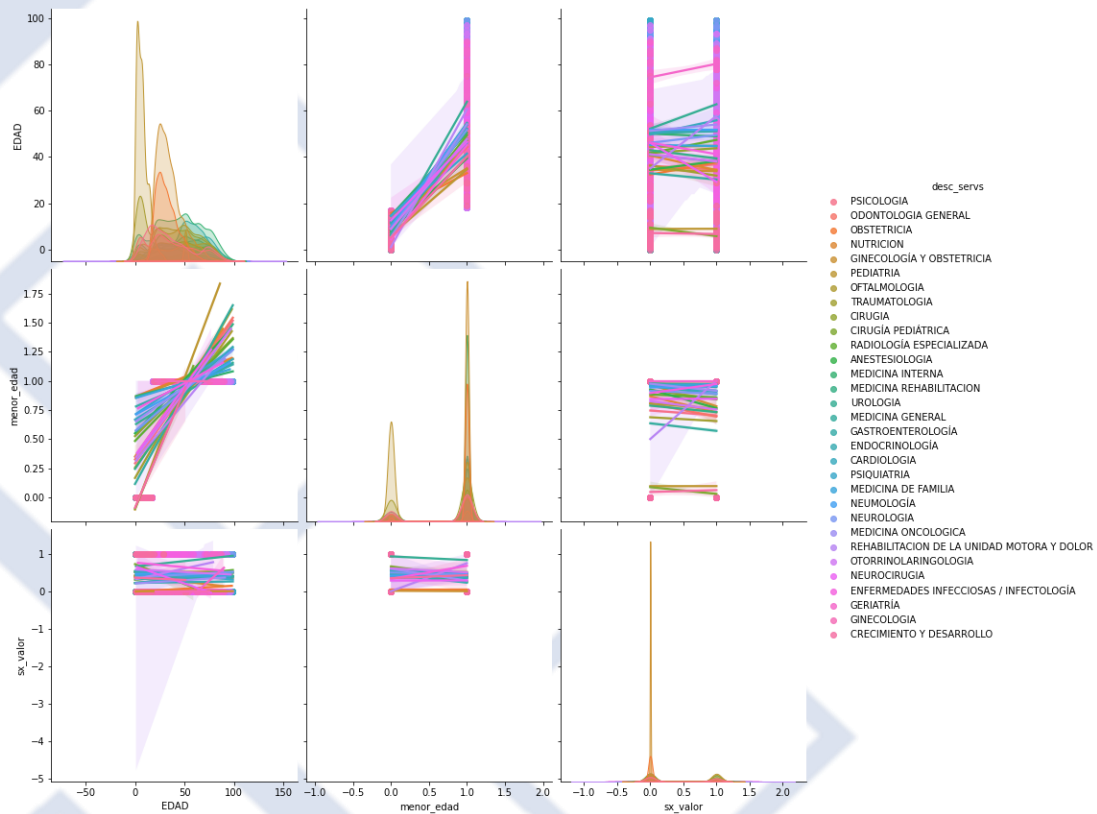 100
80
60
40
20
0
EDAD
1.75
1.50
1.25
1.00
0.75
0.50
0.25
0.00
menor_edad
1
0
−1
−2
−3
−4
−5
sx_valor
−50 0 50 100 150
EDAD
−1.0 −0.5 0.0 0.5 1.0 1.5 2.0
menor_edad
−1.0 −0.5 0.0 0.5 1.0 1.5 2.0
sx_valor
desc_servs
PSICOLOGIA
ODONTOLOGIA GENERAL
OBSTETRICIA
NUTRICION
GINECOLOGÍA Y OBSTETRICIA
PEDIATRIA
OFTALMOLOGIA
TRAUMATOLOGIA
CIRUGIA
CIRUGÍA PEDIÁTRICA
RADIOLOGÍA ESPECIALIZADA
ANESTESIOLOGIA
MEDICINA INTERNA
MEDICINA REHABILITACION
UROLOGIA
MEDICINA GENERAL
GASTROENTEROLOGÍA
ENDOCRINOLOGÍA
CARDIOLOGIA
PSIQUIATRIA
MEDICINA DE FAMILIA
NEUMOLOGÍA
NEUROLOGIA
MEDICINA ONCOLOGICA
REHABILITACION DE LA UNIDAD MOTORA Y DOLOR
OTORRINOLARINGOLOGIA
NEUROCIRUGIA
ENFERMEDADES INFECCIOSAS / INFECTOLOGÍA
GERIATRÍA
GINECOLOGIA
CRECIMIENTO Y DESARROLLO